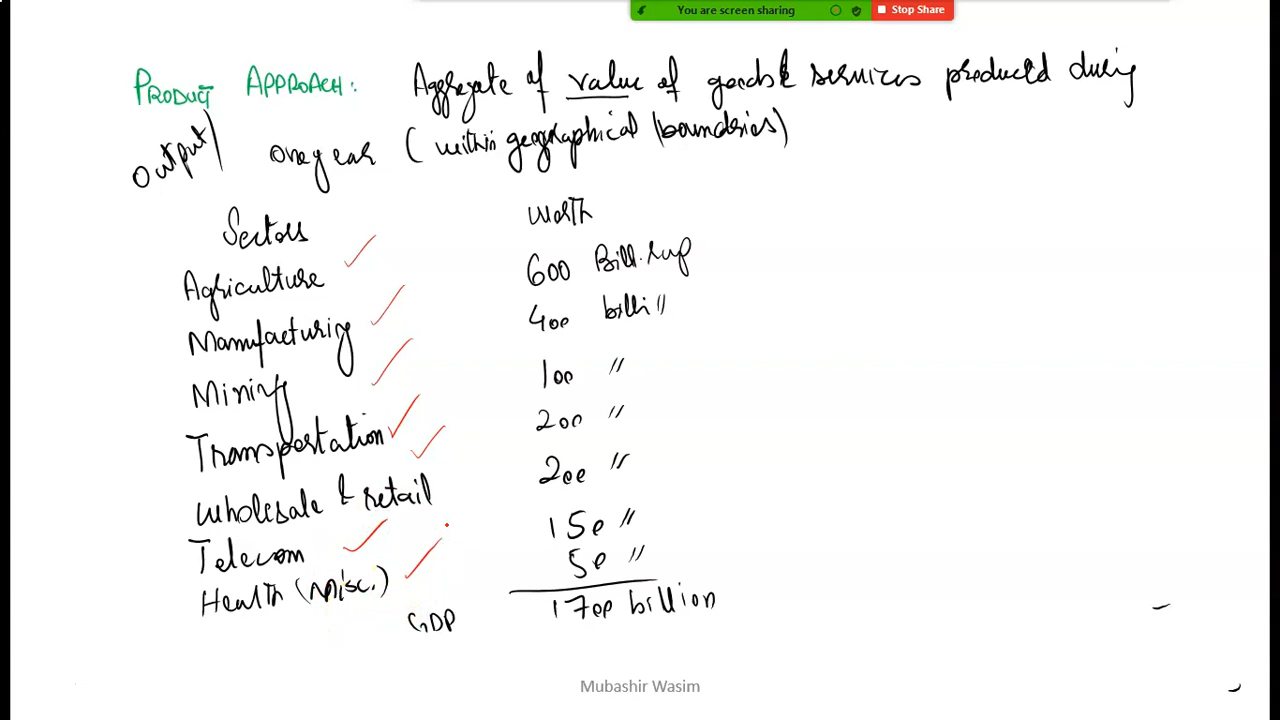 You are screen sharing Stop Share
PRODUCT APPROACH: Aggregate of value of goods & services produced during
output) one year (within geographical (boundries)
Sectors Worth
Agriculture 600 Bill. rup
Manufacturing 400 billi "
Mining 100 "
Transportation 200 "
Wholesale & retail 200 "
Telecom 150 "
Health (Misc.) 50 "
GDP 1700 billion
Mubashir Wasim